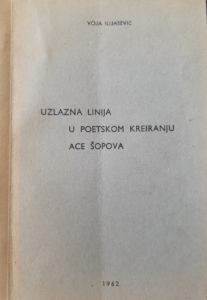 VOJA ILIJAŠEVIĆ
UZLAZNA LINIJA
U POETSKOM KREIRANJU
ACE ŠOPOVA
. 1962